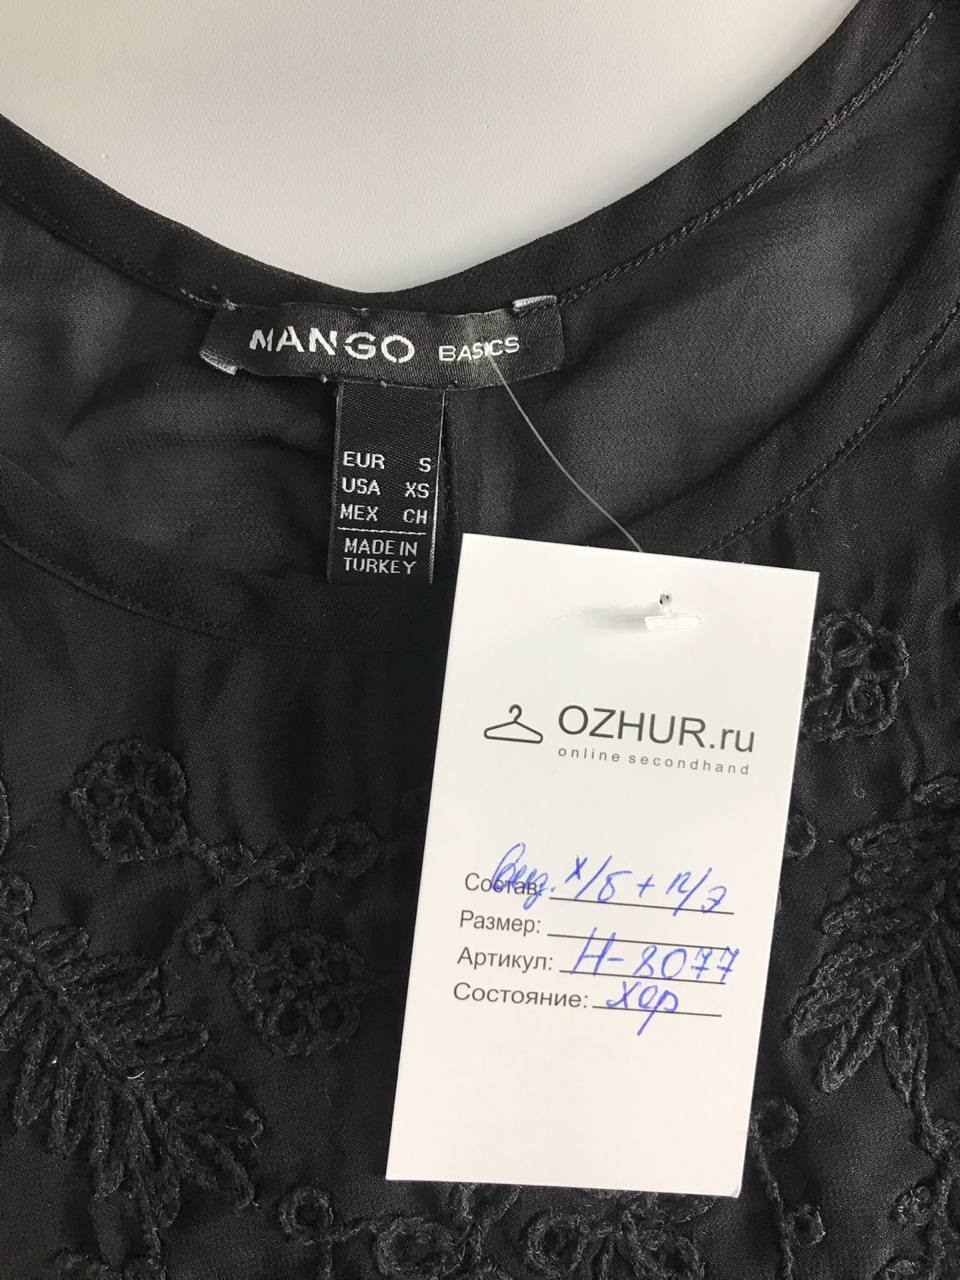 MANGO BASICS
EUR S
USA XS
MEX CH
MADE IN
TURKEY
OZHUR.ru
online secondhand
Состав: х/б + п/э
Размер:
Артикул: Н-8077
Состояние: хор